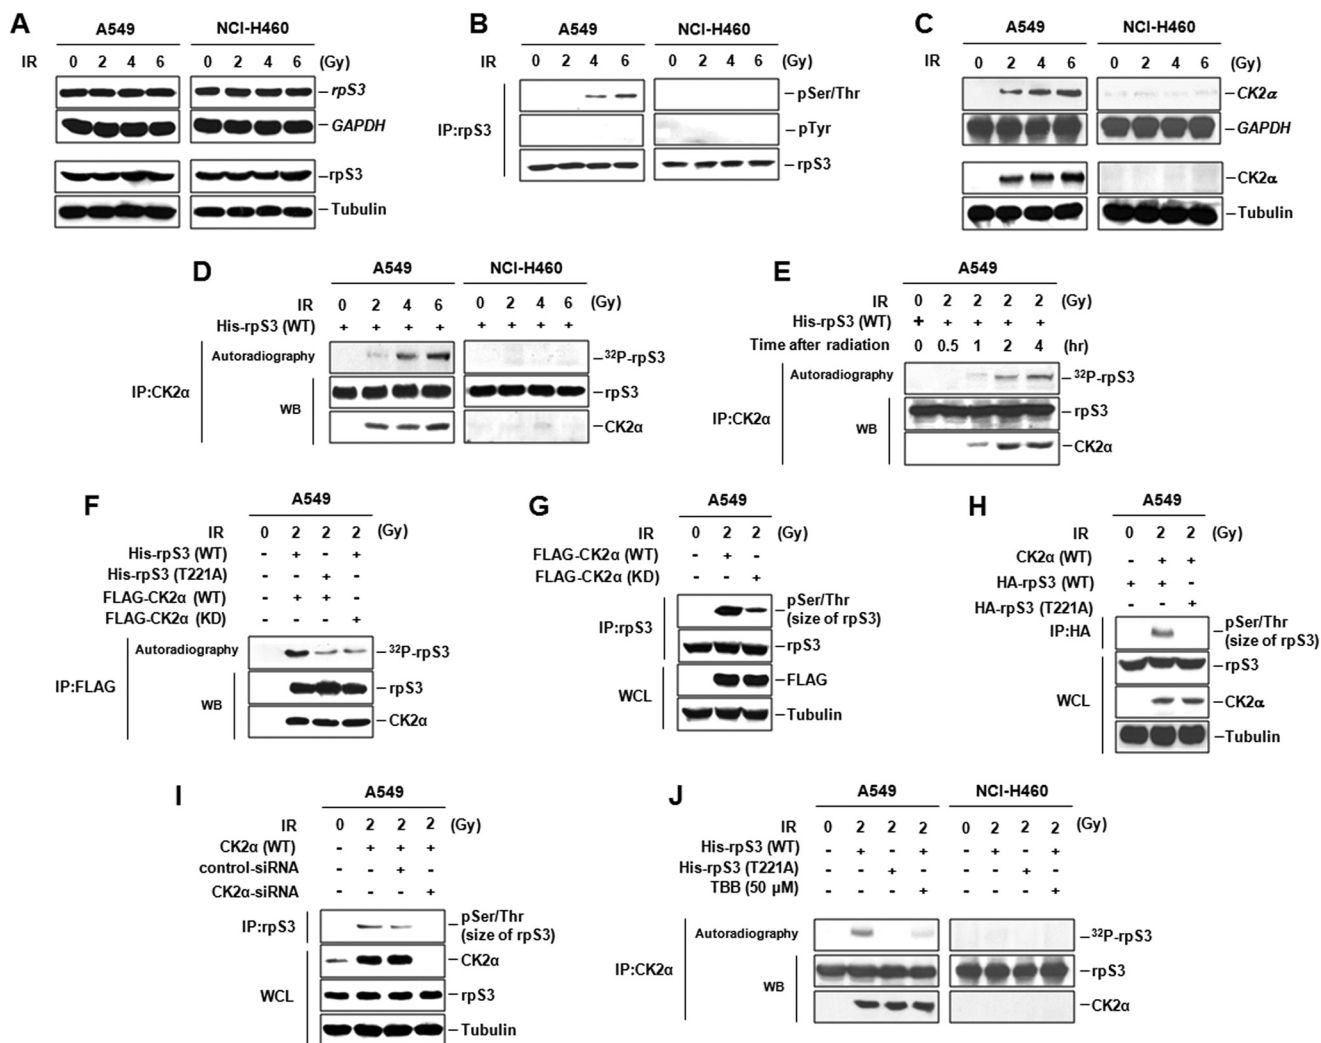 A
A549 NCI-H460
IR 0 2 4 6 0 2 4 6 (Gy)
rpS3
GAPDH
rpS3
Tubulin
B
A549 NCI-H460
IR 0 2 4 6 0 2 4 6 (Gy)
IP:rpS3
pSer/Thr
pTyr
rpS3
C
A549 NCI-H460
IR 0 2 4 6 0 2 4 6 (Gy)
CK2α
GAPDH
CK2α
Tubulin
D
A549 NCI-H460
IR 0 2 4 6 0 2 4 6 (Gy)
His-rpS3 (WT) + + + + + + + +
Autoradiography 32P-rpS3
IP:CK2α
WB
rpS3
CK2α
E
A549
IR 0 2 2 2 2 (Gy)
His-rpS3 (WT) + + + + +
Time after radiation 0 0.5 1 2 4 (hr)
Autoradiography 32P-rpS3
IP:CK2α
WB
rpS3
CK2α
F
A549
IR 0 2 2 2 (Gy)
His-rpS3 (WT) - + - +
His-rpS3 (T221A) - - + -
FLAG-CK2α (WT) - + + -
FLAG-CK2α (KD) - - - +
Autoradiography 32P-rpS3
IP:FLAG
WB
rpS3
CK2α
G
A549
IR 0 2 2 (Gy)
FLAG-CK2α (WT) - + -
FLAG-CK2α (KD) - - +
IP:rpS3
pSer/Thr
(size of rpS3)
rpS3
WCL
FLAG
Tubulin
H
A549
IR 0 2 2 (Gy)
CK2α (WT) - + +
HA-rpS3 (WT) + + -
HA-rpS3 (T221A) - - +
IP:HA
pSer/Thr
(size of rpS3)
rpS3
WCL
CK2α
Tubulin
I
A549
IR 0 2 2 2 (Gy)
CK2α (WT) - + + +
control-siRNA - - + -
CK2α-siRNA - - - +
IP:rpS3
pSer/Thr
(size of rpS3)
CK2α
WCL
rpS3
Tubulin
J
A549 NCI-H460
IR 0 2 2 2 0 2 2 2 (Gy)
His-rpS3 (WT) - + - + - + - +
His-rpS3 (T221A) - - + - - - + -
TBB (50 µM) - - - + - - - +
Autoradiography 32P-rpS3
IP:CK2α
WB
rpS3
CK2α